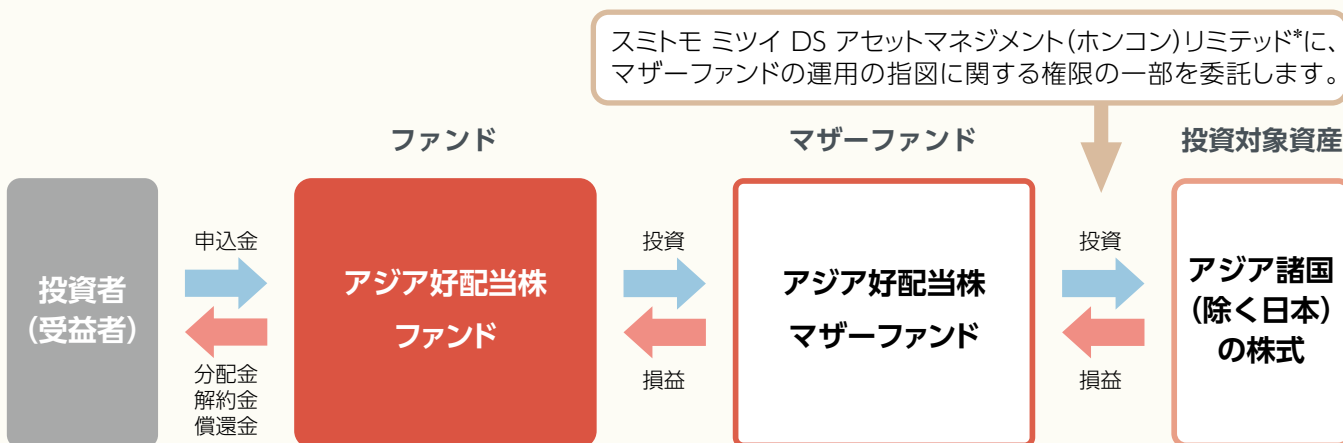 スミトモ ミツイ DS アセットマネジメント(ホンコン)リミテッド*に、
マザーファンドの運用の指図に関する権限の一部を委託します。
ファンド
マザーファンド
投資対象資産
投資者
(受益者)
申込金
分配金
解約金
償還金
アジア好配当株
ファンド
投資
損益
アジア好配当株
マザーファンド
投資
損益
アジア諸国
(除く日本)
の株式